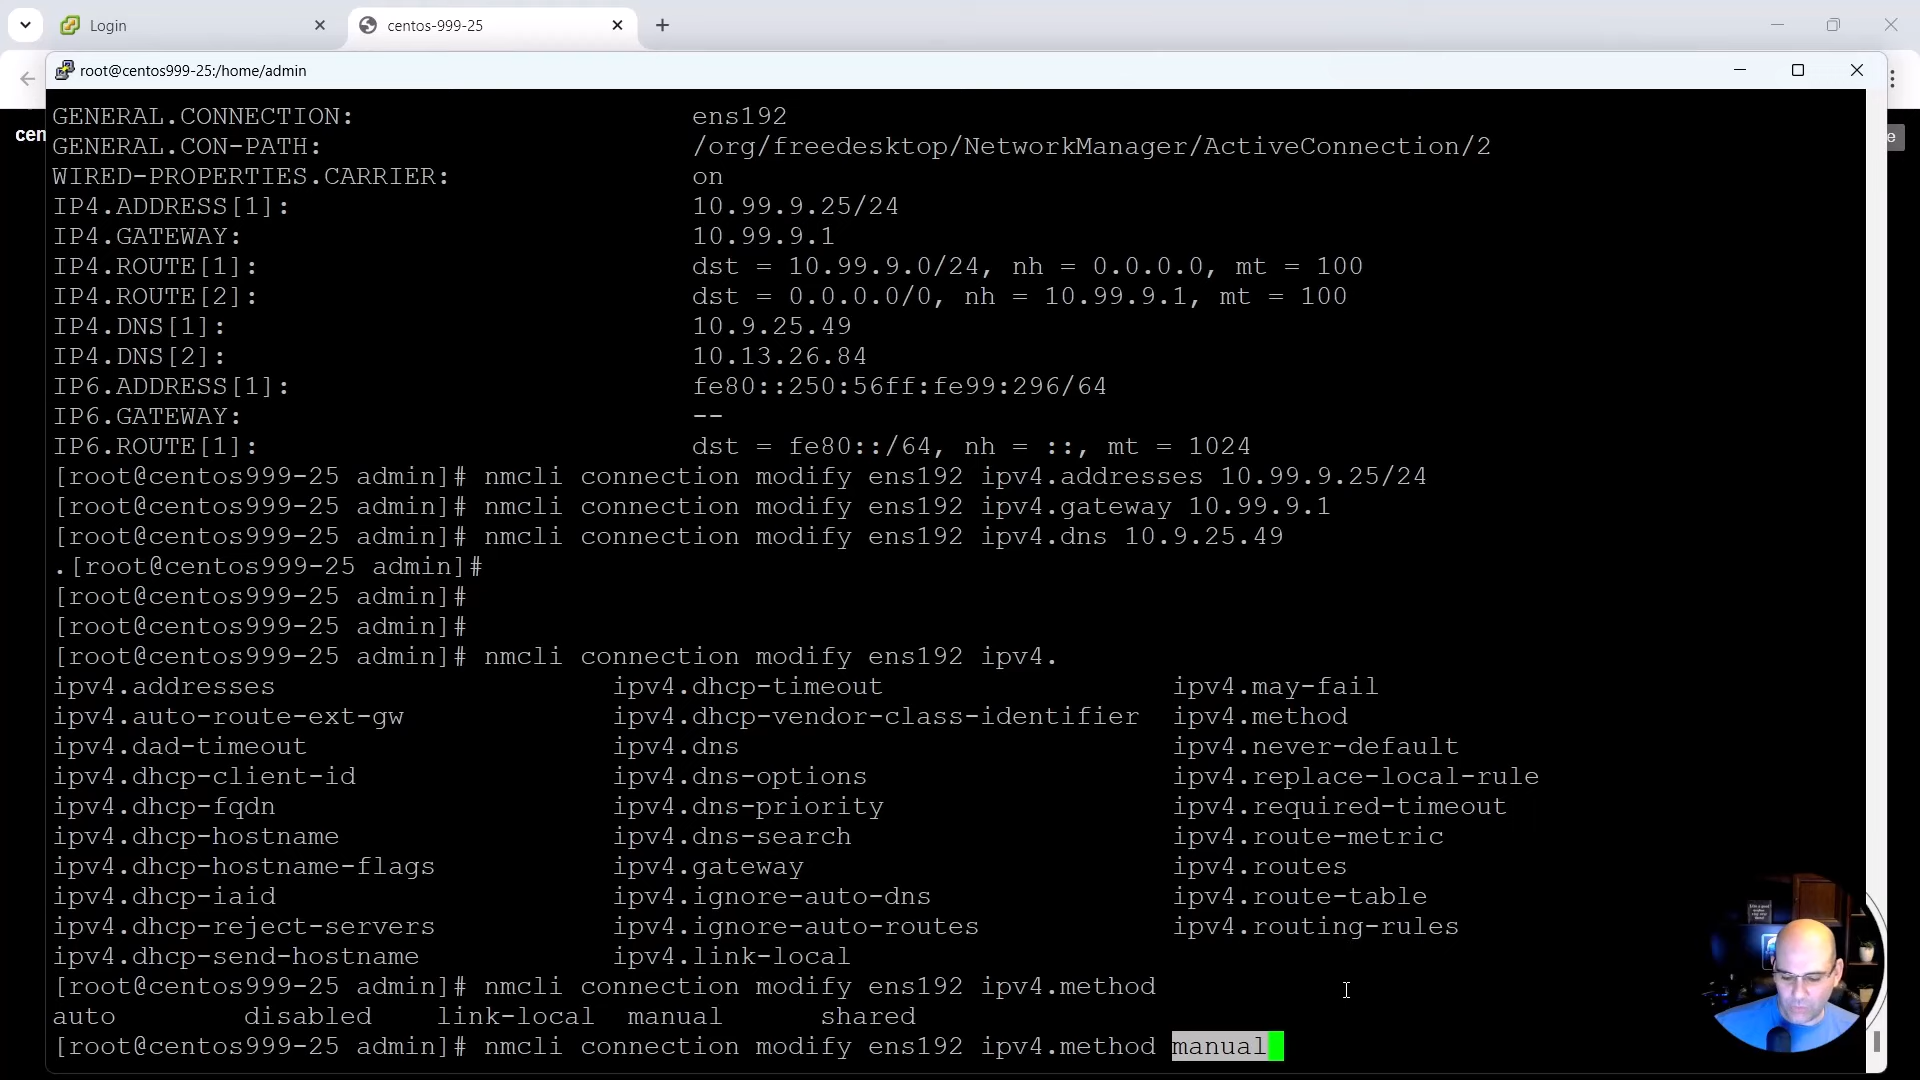 Login
centos-999-25
root@centos999-25:/home/admin
cen
e
GENERAL.CONNECTION: ens192
GENERAL.CON-PATH: /org/freedesktop/NetworkManager/ActiveConnection/2
WIRED-PROPERTIES.CARRIER: on
IP4.ADDRESS[1]: 10.99.9.25/24
IP4.GATEWAY: 10.99.9.1
IP4.ROUTE[1]: dst = 10.99.9.0/24, nh = 0.0.0.0, mt = 100
IP4.ROUTE[2]: dst = 0.0.0.0/0, nh = 10.99.9.1, mt = 100
IP4.DNS[1]: 10.9.25.49
IP4.DNS[2]: 10.13.26.84
IP6.ADDRESS[1]: fe80::250:56ff:fe99:296/64
IP6.GATEWAY: --
IP6.ROUTE[1]: dst = fe80::/64, nh = ::, mt = 1024
[root@centos999-25 admin]# nmcli connection modify ens192 ipv4.addresses 10.99.9.25/24
[root@centos999-25 admin]# nmcli connection modify ens192 ipv4.gateway 10.99.9.1
[root@centos999-25 admin]# nmcli connection modify ens192 ipv4.dns 10.9.25.49
.[root@centos999-25 admin]#
[root@centos999-25 admin]#
[root@centos999-25 admin]#
[root@centos999-25 admin]# nmcli connection modify ens192 ipv4.
ipv4.addresses ipv4.dhcp-timeout ipv4.may-fail
ipv4.auto-route-ext-gw ipv4.dhcp-vendor-class-identifier ipv4.method
ipv4.dad-timeout ipv4.dns ipv4.never-default
ipv4.dhcp-client-id ipv4.dns-options ipv4.replace-local-rule
ipv4.dhcp-fqdn ipv4.dns-priority ipv4.required-timeout
ipv4.dhcp-hostname ipv4.dns-search ipv4.route-metric
ipv4.dhcp-hostname-flags ipv4.gateway ipv4.routes
ipv4.dhcp-iaid ipv4.ignore-auto-dns ipv4.route-table
ipv4.dhcp-reject-servers ipv4.ignore-auto-routes ipv4.routing-rules
ipv4.dhcp-send-hostname ipv4.link-local
[root@centos999-25 admin]# nmcli connection modify ens192 ipv4.method
auto disabled link-local manual shared
[root@centos999-25 admin]# nmcli connection modify ens192 ipv4.method manual